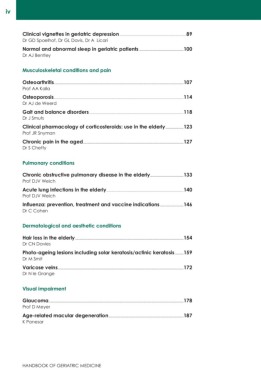 iv
Clinical vignettes in geriatric depression 89
Dr GD Spoelhof, Dr GL Davis, Dr A Licari
Normal and abnormal sleep in geriatric patients 100
Dr AJ Bentley
Musculoskeletal conditions and pain
Osteoarthritis 107
Prof AA Kalla
Osteoporosis 114
Dr AJ de Weerd
Gait and balance disorders 118
Dr J Smuts
Clinical pharmacology of corticosteroids: use in the elderly 123
Prof JR Snyman
Chronic pain in the aged 127
Dr S Chetty
Pulmonary conditions
Chronic obstructive pulmonary disease in the elderly 133
Prof DJV Weich
Acute lung infections in the elderly 140
Prof DJV Weich
Influenza: prevention, treatment and vaccine indications 146
Dr C Cohen
Dermatological and aesthetic conditions
Hair loss in the elderly 154
Dr CN Davies
Photo-ageing lesions including solar keratosis/actinic keratosis 159
Dr M Smit
Varicose veins 172
Dr N le Grange
Visual impairment
Glaucoma 178
Prof D Meyer
Age-related macular degeneration 187
K Panesar
HANDBOOK OF GERIATRIC MEDICINE